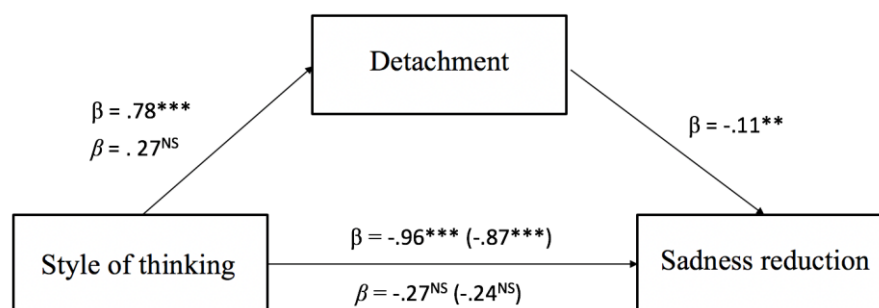 Detachment
β = .78***
β = . 27NS
β = -.11**
β = -.96*** (-.87***)
Style of thinking
Sadness reduction
β = -.27NS (-.24NS)